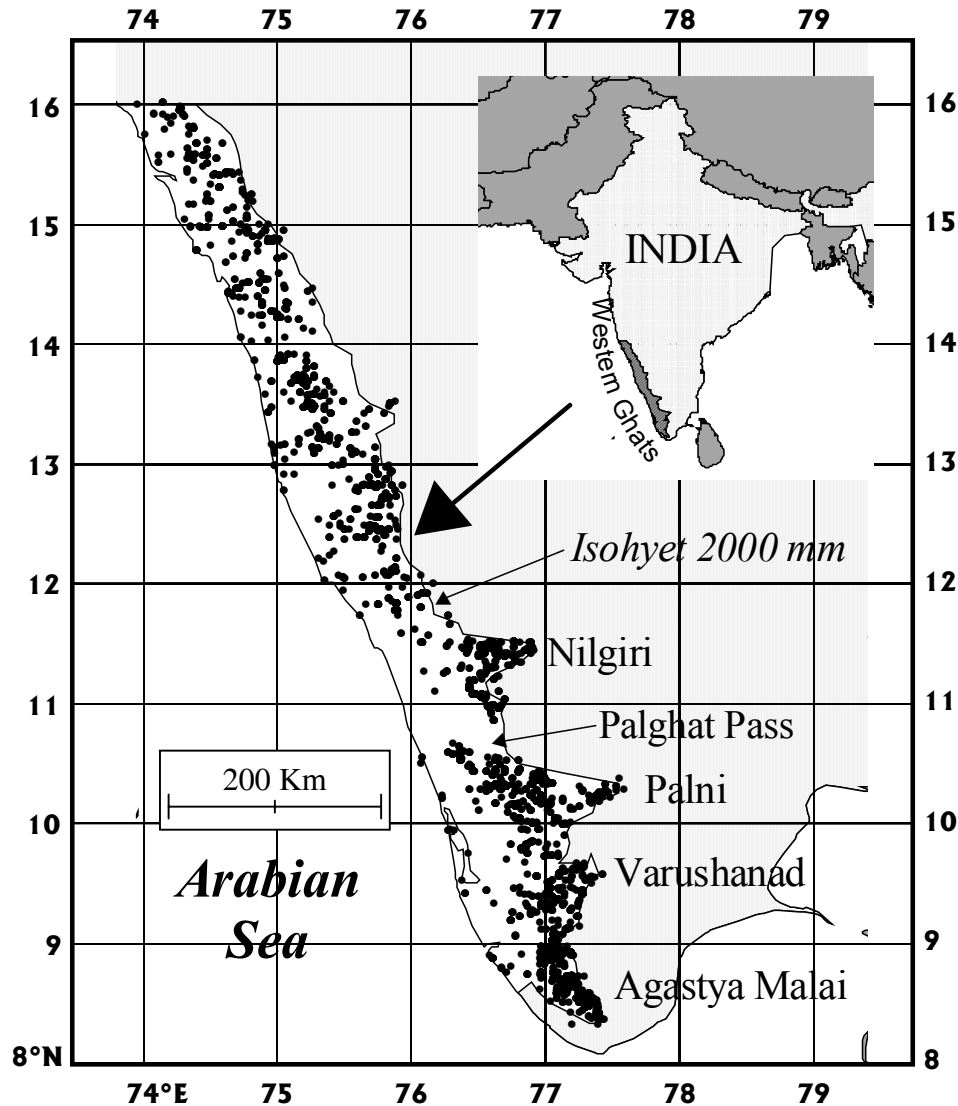 74 75 76 77 78 79
16 16
INDIA
15 15
Western Ghats
14 14
13 13
Isohyet 2000 mm
12 12
Nilgiri
11 11
Palghat Pass
200 Km
Palni
10 10
Arabian
Varushanad
Sea
9 9
Agastya Malai
8°N 8
74°E 75 76 77 78 79